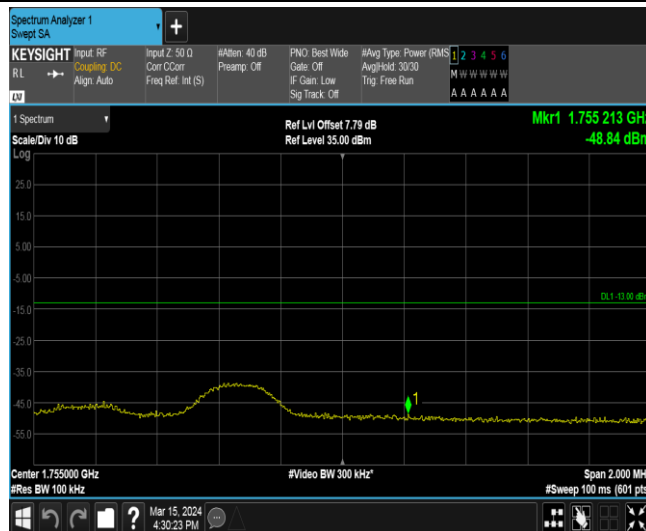 Spectrum Analyzer 1
Swept SA
+
KEYSIGHT
RL
Input: RF
Coupling: DC
Align: Auto
Input Z: 50 Ω
Corr CCorr
Freq Ref: Int (S)
#Atten: 40 dB
Preamp: Off
PNO: Best Wide
Gate: Off
IF Gain: Low
Sig Track: Off
#Avg Type: Power (RMS
Avg|Hold: 30/30
Trig: Free Run
1 2 3 4 5 6
M W W W W W
A A A A A A
1 Spectrum
Scale/Div 10 dB
Ref Lvl Offset 7.79 dB
Ref Level 35.00 dBm
Mkr1 1.755 213 GHz
-48.84 dBm
Log
25.0
15.0
5.00
-5.00
-15.0
-25.0
-35.0
-45.0
-55.0
DL1 -13.00 dBm
1
Center 1.755000 GHz
#Res BW 100 kHz
#Video BW 300 kHz*
Span 2.000 MH
#Sweep 100 ms (601 pts
Mar 15, 2024
4:30:23 PM